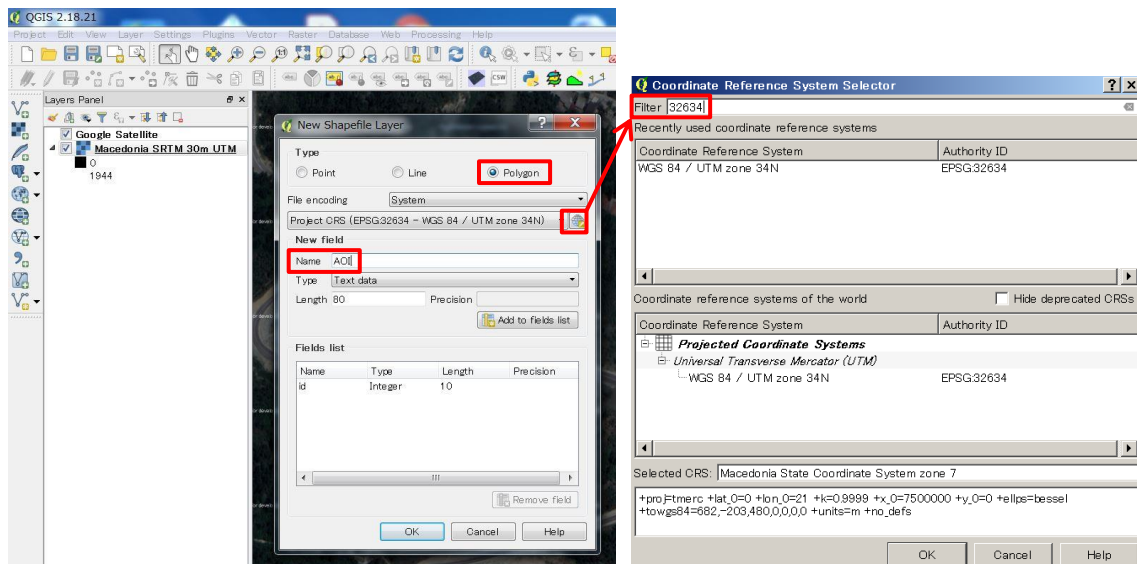 QGIS 2.18.21
Project Edit View Layer Settings Plugins Vector Raster Database Web Processing Help
CSW
Layers Panel
Google Satellite
Macedonia SRTM 30m UTM
0
1944
New Shapefile Layer
Type
Point Line Polygon
File encoding System
Project CRS (EPSG:32634 - WGS 84 / UTM zone 34N)
New field
Name AOI
Type Text data
Length 80 Precision
Add to fields list
Fields list
Name Type Length Precision
id Integer 10
Remove field
OK Cancel Help
Coordinate Reference System Selector
Filter 32634
Recently used coordinate reference systems
Coordinate Reference System Authority ID
WGS 84 / UTM zone 34N EPSG:32634
Coordinate reference systems of the world Hide deprecated CRSs
Coordinate Reference System Authority ID
Projected Coordinate Systems
Universal Transverse Mercator (UTM)
WGS 84 / UTM zone 34N EPSG:32634
Selected CRS: Macedonia State Coordinate System zone 7
+proj=tmerc +lat_0=0 +lon_0=21 +k=0.9999 +x_0=7500000 +y_0=0 +ellps=bessel
+towgs84=682,-203,480,0,0,0,0 +units=m +no_defs
OK Cancel Help